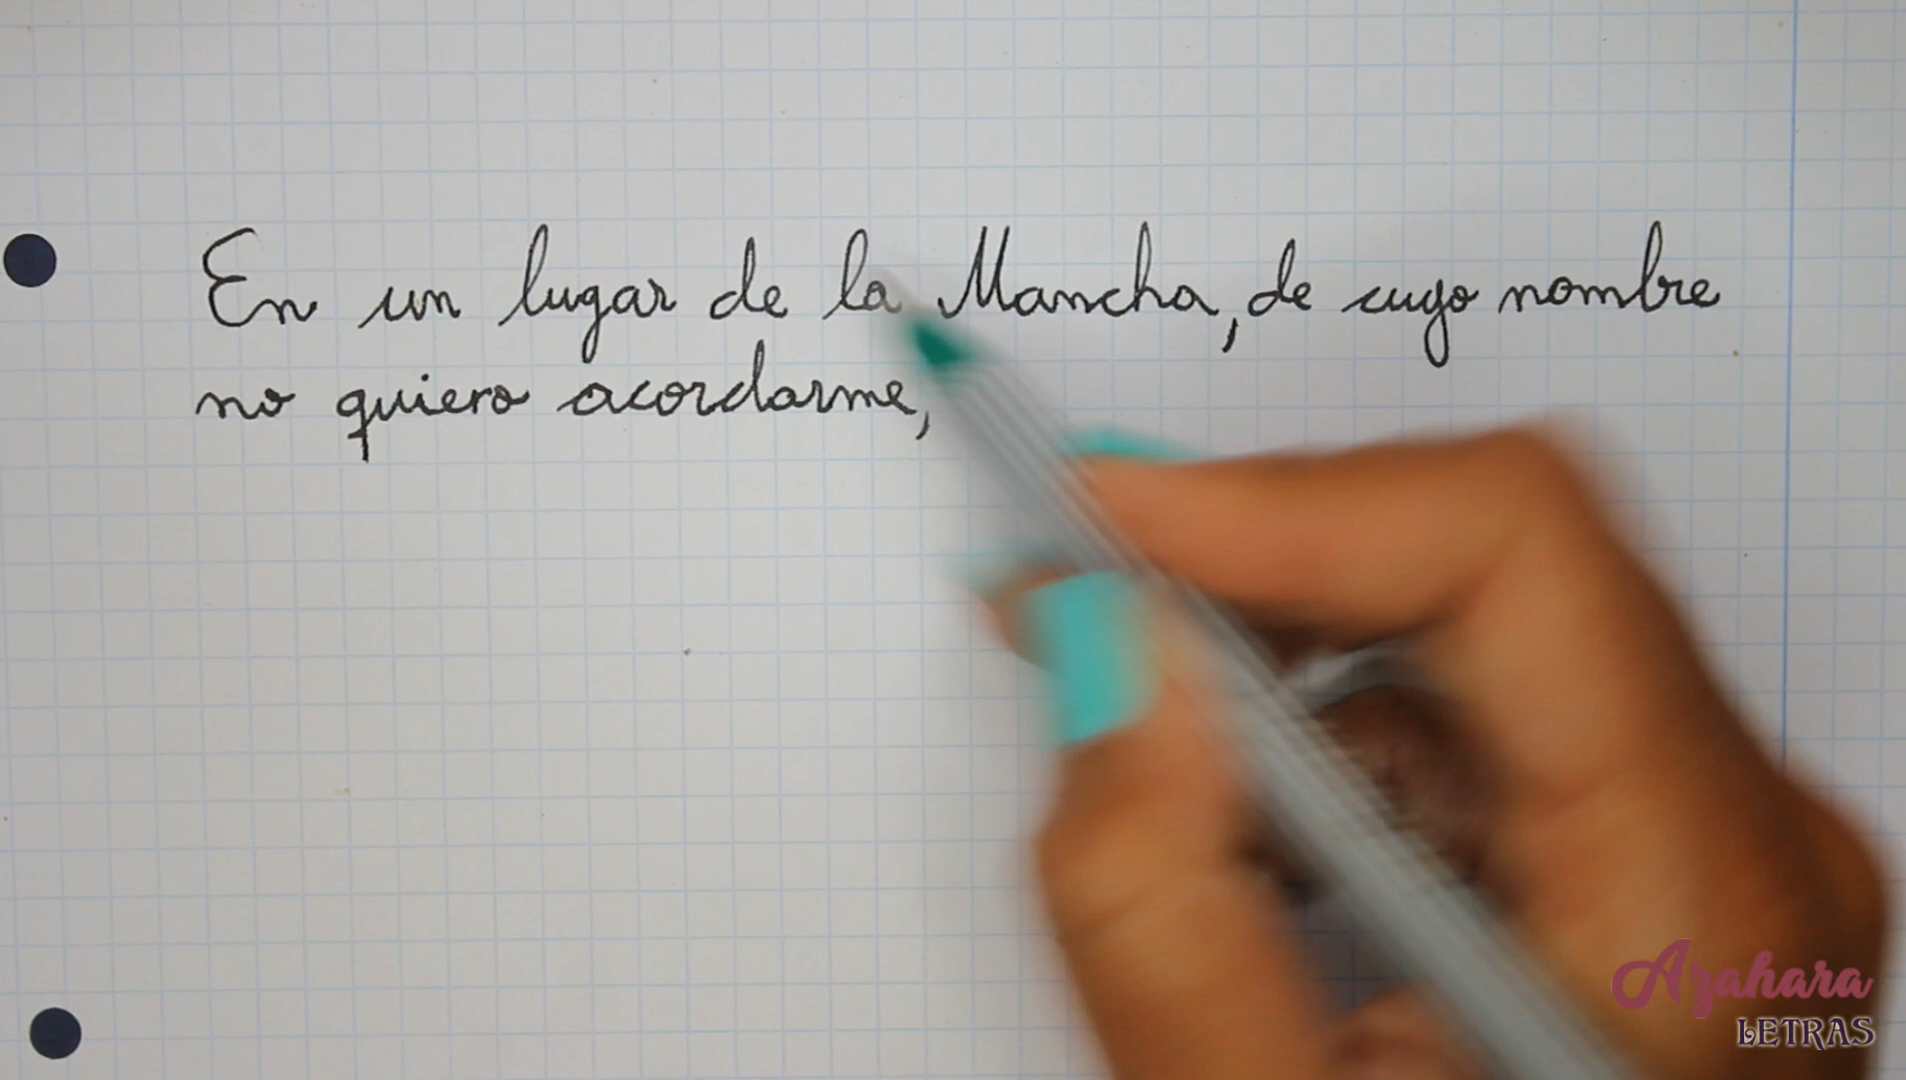 En un lugar de la Mancha, de cuyo nombre
no quiero acordarme,
Azahara
LETRAS